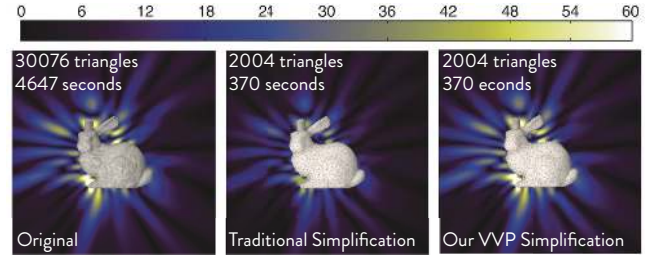 0 6 12 18 24 30 36 42 48 54 60
30076 triangles
4647 seconds
2004 triangles
370 seconds
2004 triangles
370 econds
Original
Traditional Simplification
Our VVP Simplification